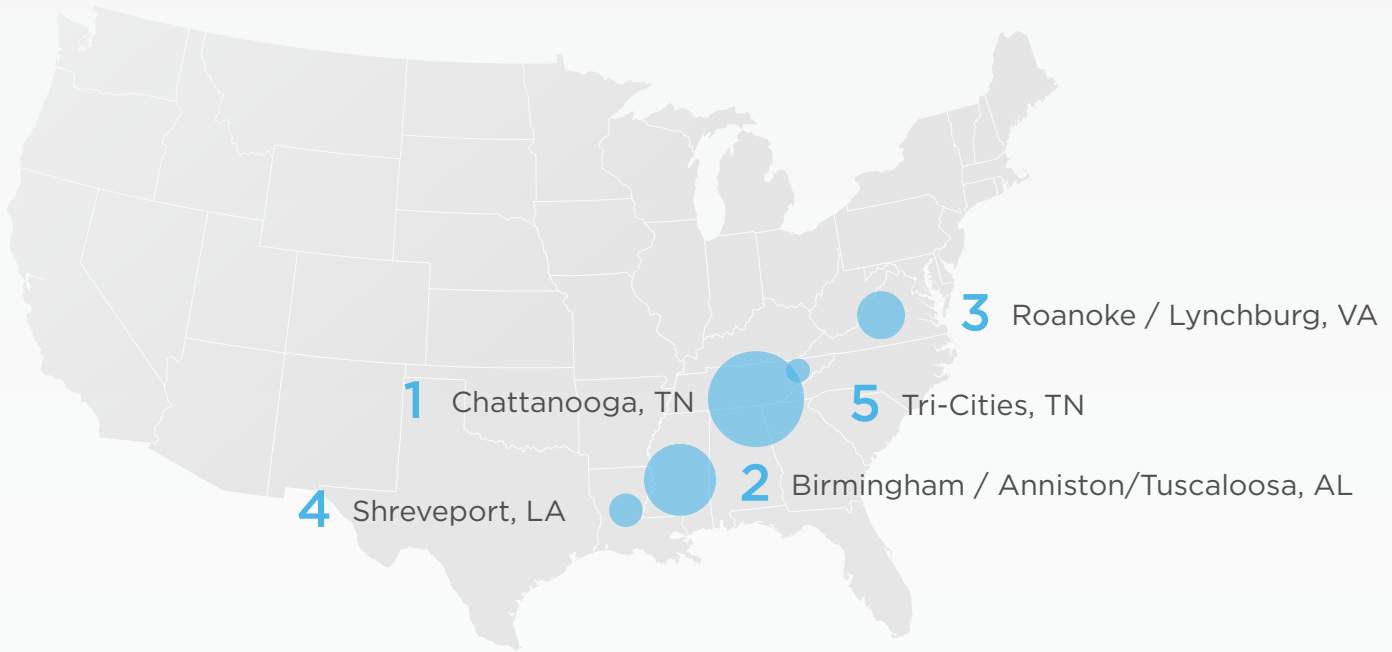 3 Roanoke / Lynchburg, VA
1 Chattanooga, TN
5 Tri-Cities, TN
2 Birmingham / Anniston/Tuscaloosa, AL
4 Shreveport, LA